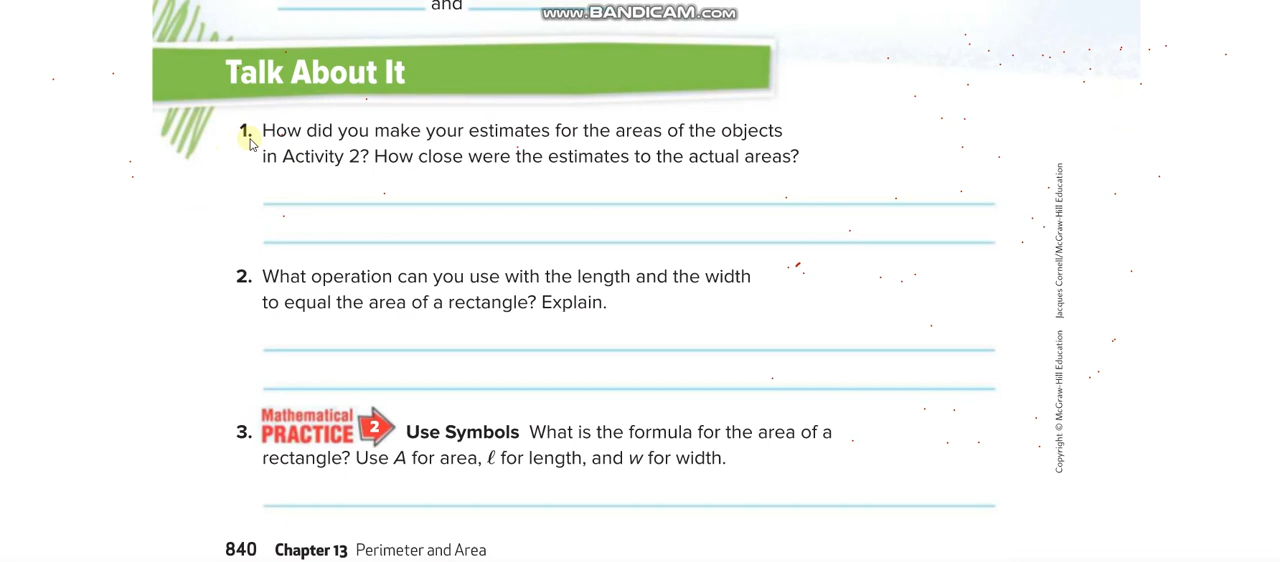 and
www.BANDICAM.com
Talk About It
1. How did you make your estimates for the areas of the objects
in Activity 2? How close were the estimates to the actual areas?
2. What operation can you use with the length and the width
to equal the area of a rectangle? Explain.
3. Mathematical PRACTICE 2 Use Symbols What is the formula for the area of a
rectangle? Use A for area, ℓ for length, and w for width.
840 Chapter 13 Perimeter and Area
Copyright © McGraw-Hill Education Jacques Cornell/McGraw-Hill Education